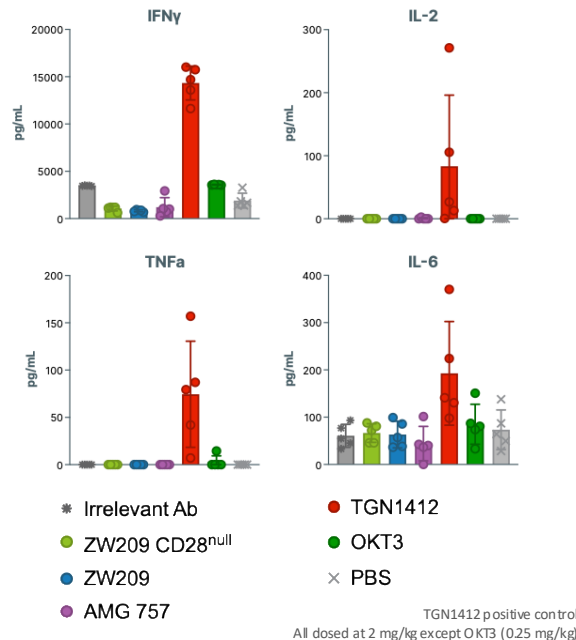 IFNγ
20000
15000
10000
5000
0
pg/mL
IL-2
300
200
100
0
pg/mL
TNFa
200
150
100
50
0
pg/mL
IL-6
400
300
200
100
0
pg/mL
Irrelevant Ab
ZW209 CD28null
ZW209
AMG 757
TGN1412
OKT3
PBS
TGN1412 positive control
All dosed at 2 mg/kg except OKT3 (0.25 mg/kg)